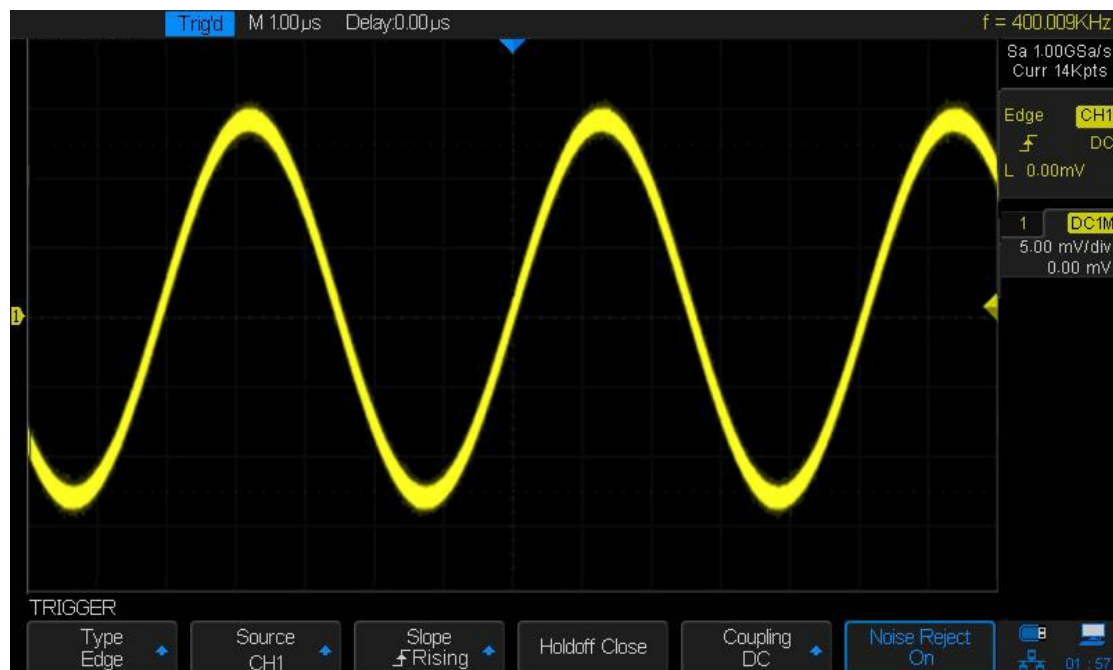 Trig'd M 1.00µs Delay:0.00µs f = 400.009KHz
Sa 1.00GSa/s
Curr 14Kpts
Edge CH1
DC
L 0.00mV
1 DC1M
5.00 mV/div
0.00 mV
1
TRIGGER
Type
Edge
Source
CH1
Slope
Rising
Holdoff Close
Coupling
DC
Noise Reject
On